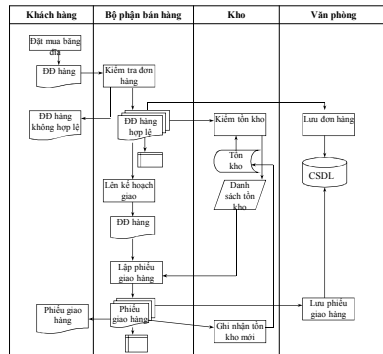 Khách hàng
Bộ phận bán hàng
Kho
Văn phòng
Đặt mua băng
đĩa
ĐĐ hàng
Kiểm tra đơn
hàng
ĐĐ hàng
không hợp lệ
ĐĐ hàng
hợp lệ
Kiểm tồn kho
Lưu đơn hàng
Tồn
kho
CSDL
Lên kế hoạch
giao
Danh
sách tồn
kho
ĐĐ hàng
Lập phiếu
giao hàng
Phiếu giao
hàng
Phiếu
giao hàng
Ghi nhận tồn
kho mới
Lưu phiếu
giao hàng